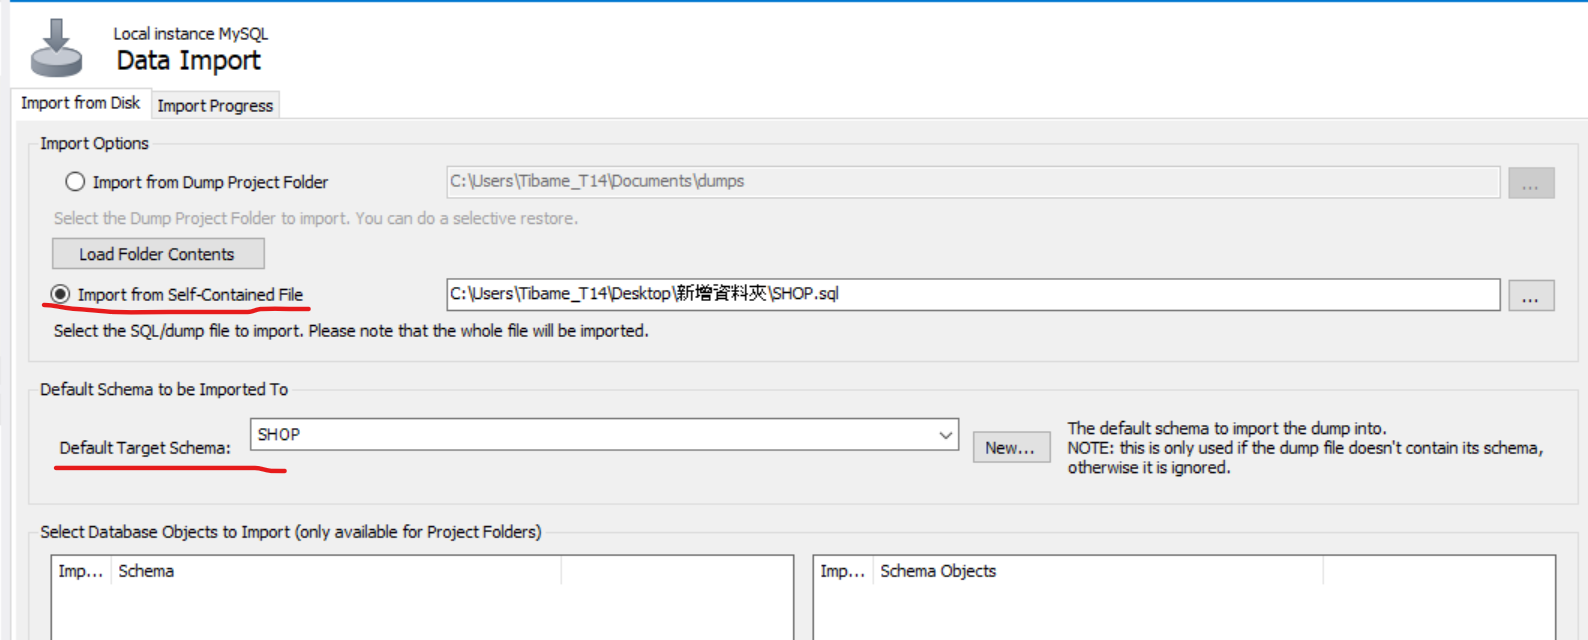 Local instance MySQL
Data Import
Import from Disk
Import Progress
Import Options
Import from Dump Project Folder
C:\Users\Tibame_T14\Documents\dumps
...
Select the Dump Project Folder to import. You can do a selective restore.
Load Folder Contents
Import from Self-Contained File
C:\Users\Tibame_T14\Desktop\新增資料夾\SHOP.sql
...
Select the SQL/dump file to import. Please note that the whole file will be imported.
Default Schema to be Imported To
Default Target Schema:
SHOP
New...
The default schema to import the dump into.
NOTE: this is only used if the dump file doesn't contain its schema,
otherwise it is ignored.
Select Database Objects to Import (only available for Project Folders)
Imp...
Schema
Imp...
Schema Objects